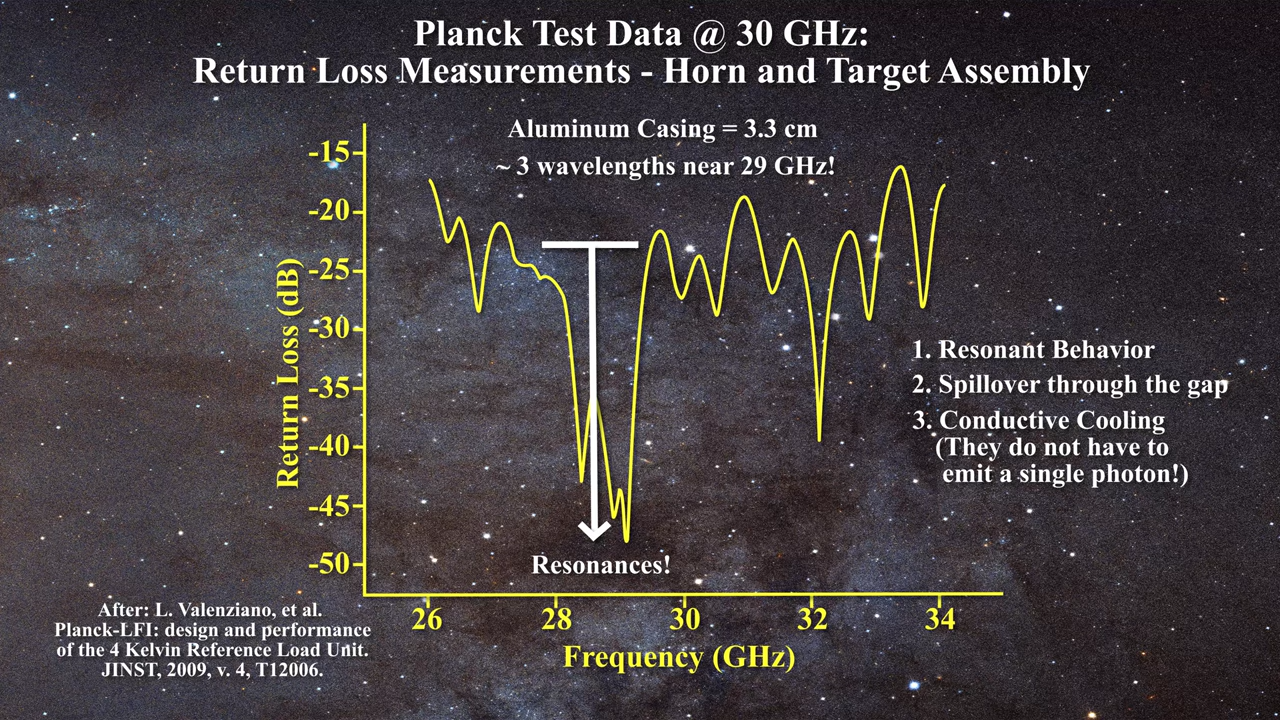 Planck Test Data @ 30 GHz:
Return Loss Measurements - Horn and Target Assembly
Aluminum Casing = 3.3 cm
~ 3 wavelengths near 29 GHz!
Return Loss (dB)
-15
-20
-25
-30
-35
-40
-45
-50
Resonances!
1. Resonant Behavior
2. Spillover through the gap
3. Conductive Cooling
(They do not have to
emit a single photon!)
26 28 30 32 34
Frequency (GHz)
After: L. Valenziano, et al.
Planck-LFI: design and performance
of the 4 Kelvin Reference Load Unit.
JINST, 2009, v. 4, T12006.